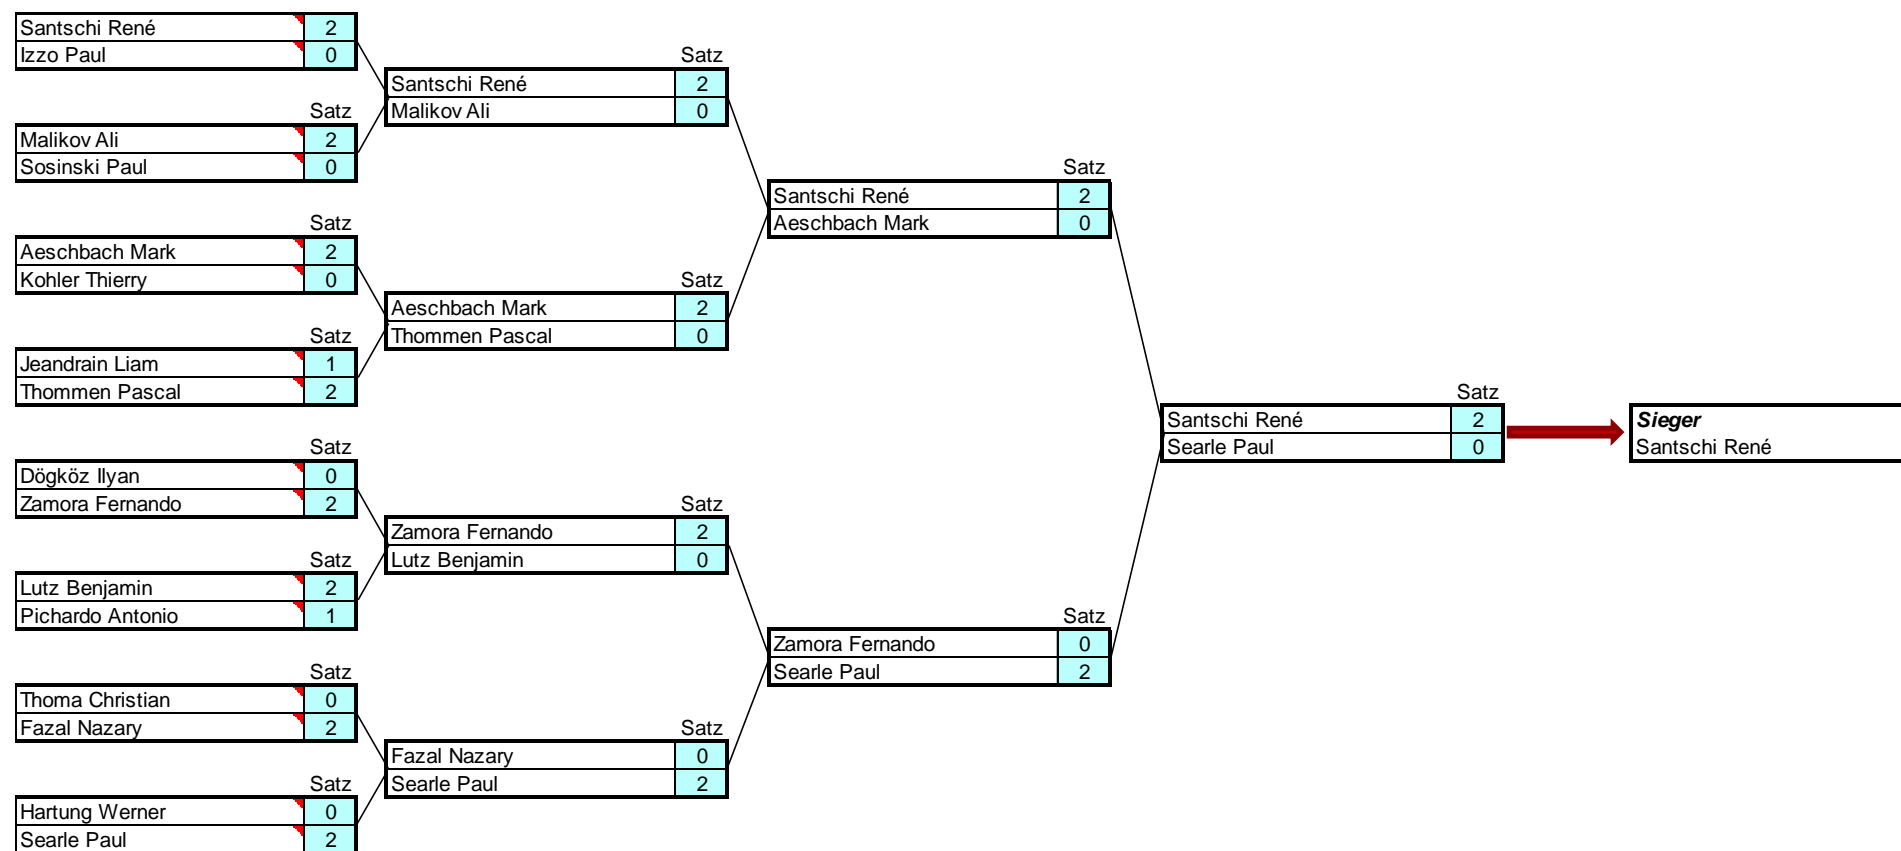 Santschi René 2
Izzo Paul 0
Satz
Malikov Ali 2
Sosinski Paul 0
Satz
Aeschbach Mark 2
Kohler Thierry 0
Satz
Jeandrain Liam 1
Thommen Pascal 2
Satz
Dögköz Ilyan 0
Zamora Fernando 2
Satz
Lutz Benjamin 2
Pichardo Antonio 1
Satz
Thoma Christian 0
Fazal Nazary 2
Satz
Hartung Werner 0
Searle Paul 2
Satz
Santschi René 2
Malikov Ali 0
Satz
Aeschbach Mark 2
Thommen Pascal 0
Satz
Zamora Fernando 2
Lutz Benjamin 0
Satz
Fazal Nazary 0
Searle Paul 2
Satz
Santschi René 2
Aeschbach Mark 0
Satz
Zamora Fernando 0
Searle Paul 2
Satz
Santschi René 2
Searle Paul 0
Sieger
Santschi René